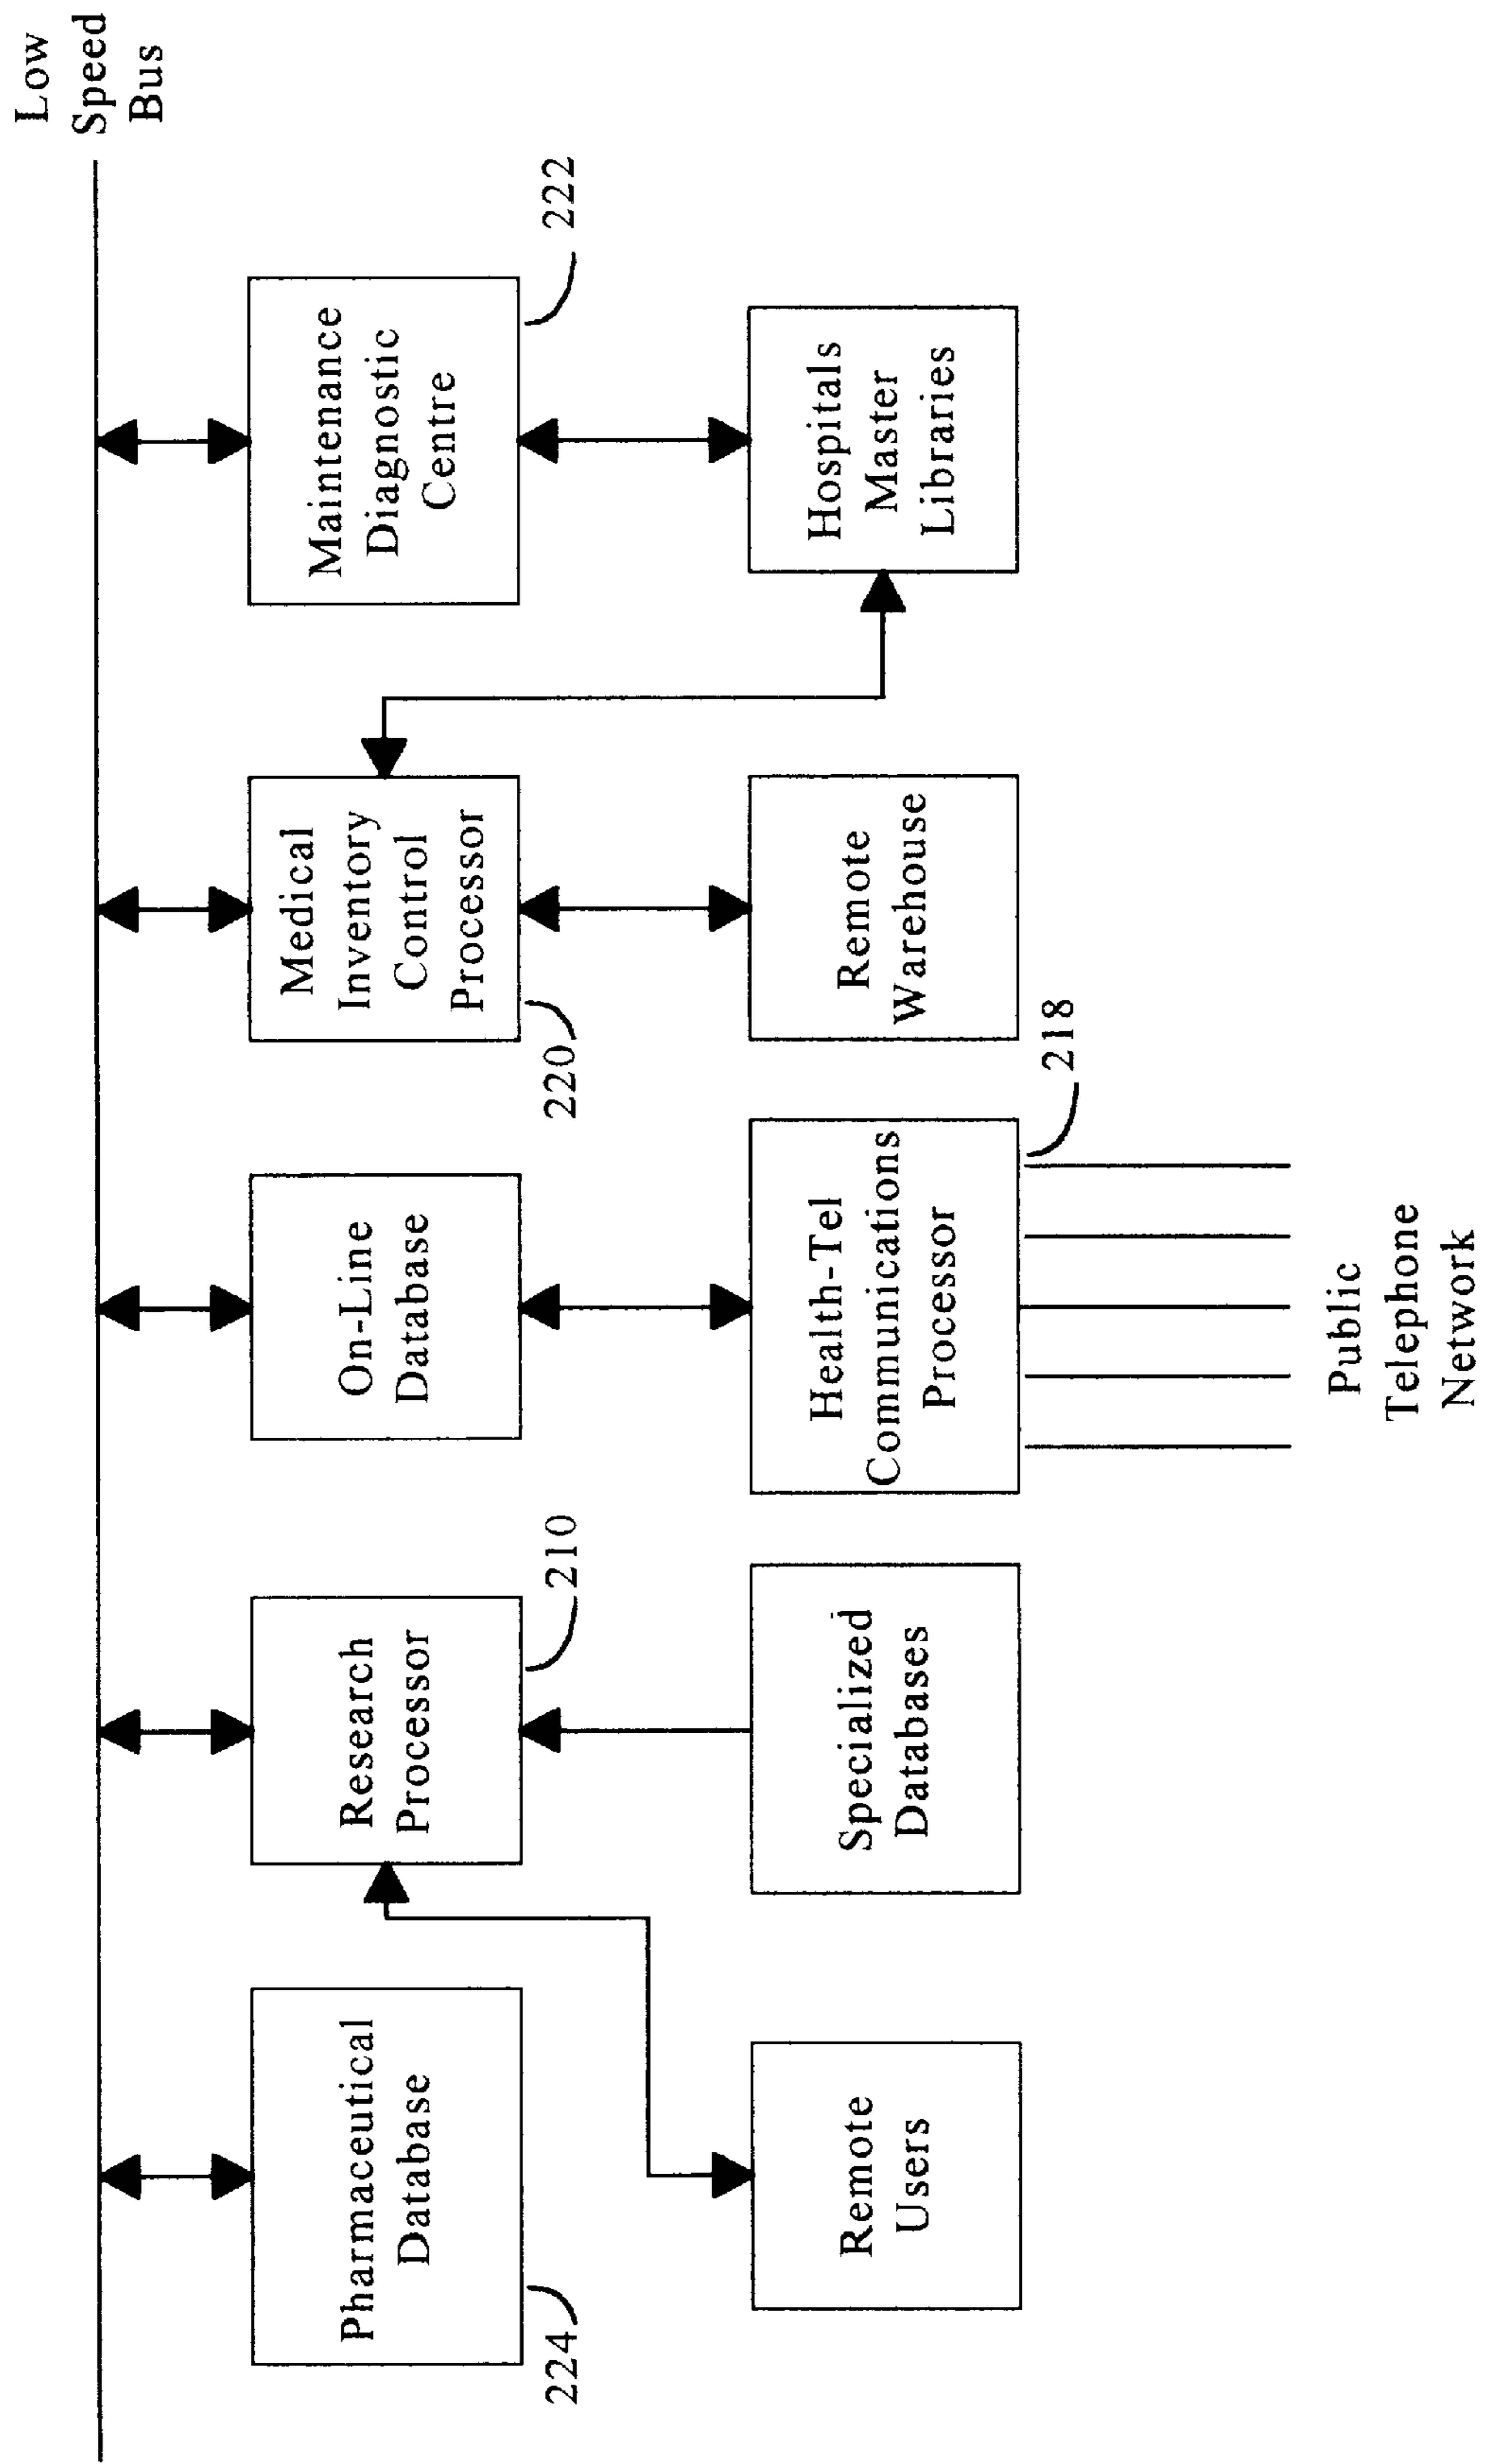 Low
Speed
Bus
Pharmaceutical
Database
224
Research
Processor
210
On-Line
Database
Medical
Inventory
Control
Processor
220
Maintenance
Diagnostic
Centre
222
Remote
Users
Specialized
Databases
Health-Tel
Communications
Processor
218
Remote
Warehouse
Hospitals
Master
Libraries
Public
Telephone
Network